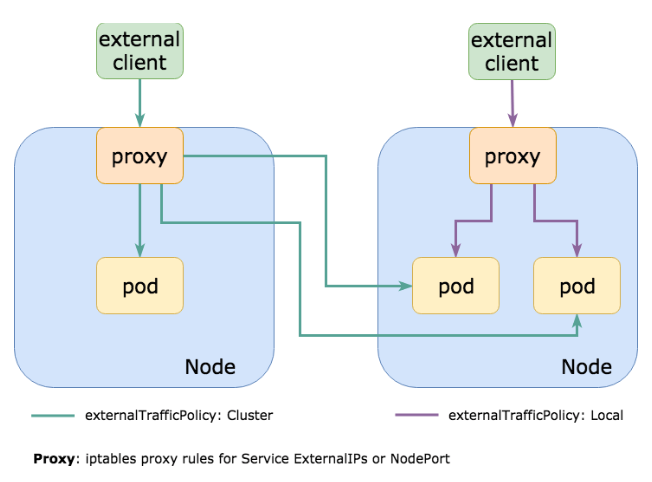 external
client
external
client
proxy
proxy
pod
pod
pod
Node
Node
externalTrafficPolicy: Cluster
externalTrafficPolicy: Local
Proxy: iptables proxy rules for Service ExternalIPs or NodePort